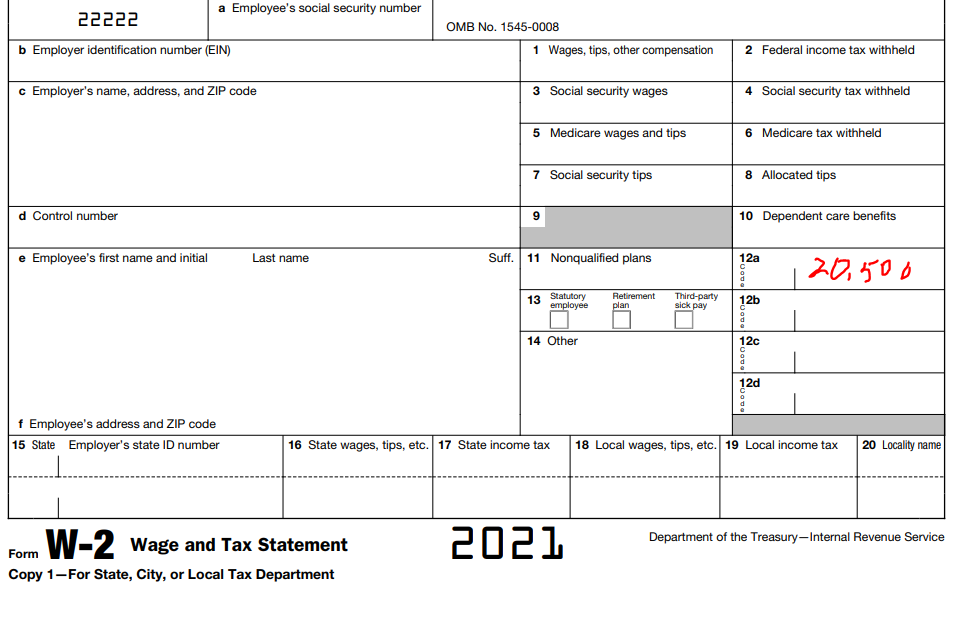 22222
a Employee's social security number
OMB No. 1545-0008
b Employer identification number (EIN)
1 Wages, tips, other compensation
2 Federal income tax withheld
c Employer's name, address, and ZIP code
3 Social security wages
4 Social security tax withheld
5 Medicare wages and tips
6 Medicare tax withheld
7 Social security tips
8 Allocated tips
d Control number
9
10 Dependent care benefits
e Employee's first name and initial
Last name
Suff.
11 Nonqualified plans
12a
Code
20,500
13
Statutory employee
Retirement plan
Third-party sick pay
12b
Code
14 Other
12c
Code
12d
Code
f Employee's address and ZIP code
15 State
Employer's state ID number
16 State wages, tips, etc.
17 State income tax
18 Local wages, tips, etc.
19 Local income tax
20 Locality name
Form W-2 Wage and Tax Statement
2021
Department of the Treasury—Internal Revenue Service
Copy 1—For State, City, or Local Tax Department